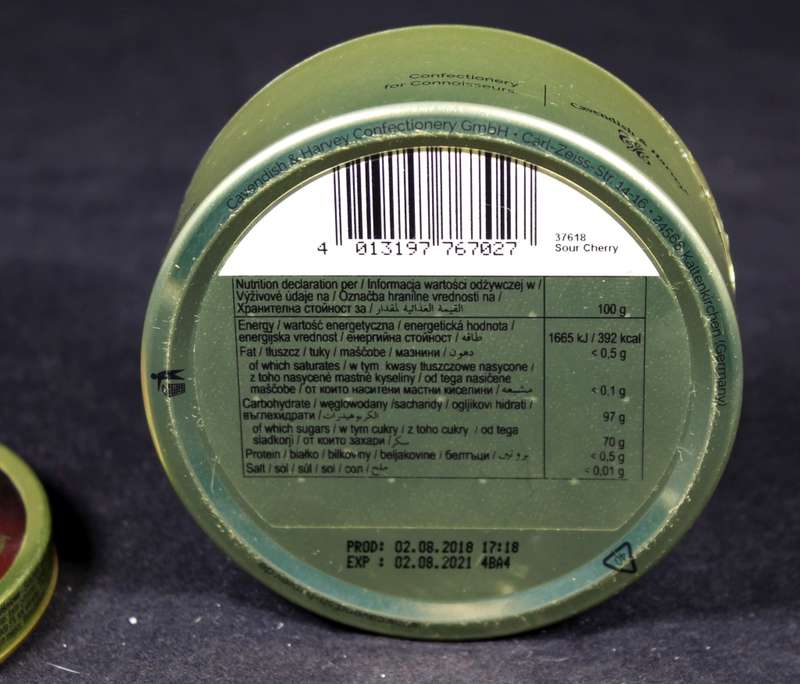 Confectionery
for Connoisseurs
Cavendish & Harvey
Cavendish & Harvey Confectionery GmbH • Carl-Zeiss-Str. 14-16 • 24568 Kaltenkirchen (Germany)
4 013197 767027
37618
Sour Cherry
Nutrition declaration per / Informacja wartości odżywczej w /
Výživové údaje na / Označba hranilne vrednosti na /
Хранителна стойност за / القيمة الغذائية لمقدار 100 g
Energy / wartość energetyczna / energetická hodnota /
energijska vrednost / енергийна стойност / طاقة 1665 kJ / 392 kcal
Fat / tłuszcz / tuky / maščobe / мазнини / دهون < 0,5 g
of which saturates / w tym kwasy tłuszczowe nasycone /
z toho nasycené mastné kyseliny / od tega nasičene
maščobe / от които наситени мастни киселини / مشبعة < 0,1 g
Carbohydrate / węglowodany /sachandy / ogljikovi hidrati /
въглехидрати / الكربوهيدرات 97 g
of which sugars / w tym cukry / z toho cukry / od tega
sladkorji / от които захари / سكر 70 g
Protein / białko / bílkoviny / beljakovine / белтъци / بروتين < 0,5 g
Salt / sól / sůl / sol / сол / ملح < 0,01 g
PROD: 02.08.2018 17:18
EXP : 02.08.2021 4BA4
40